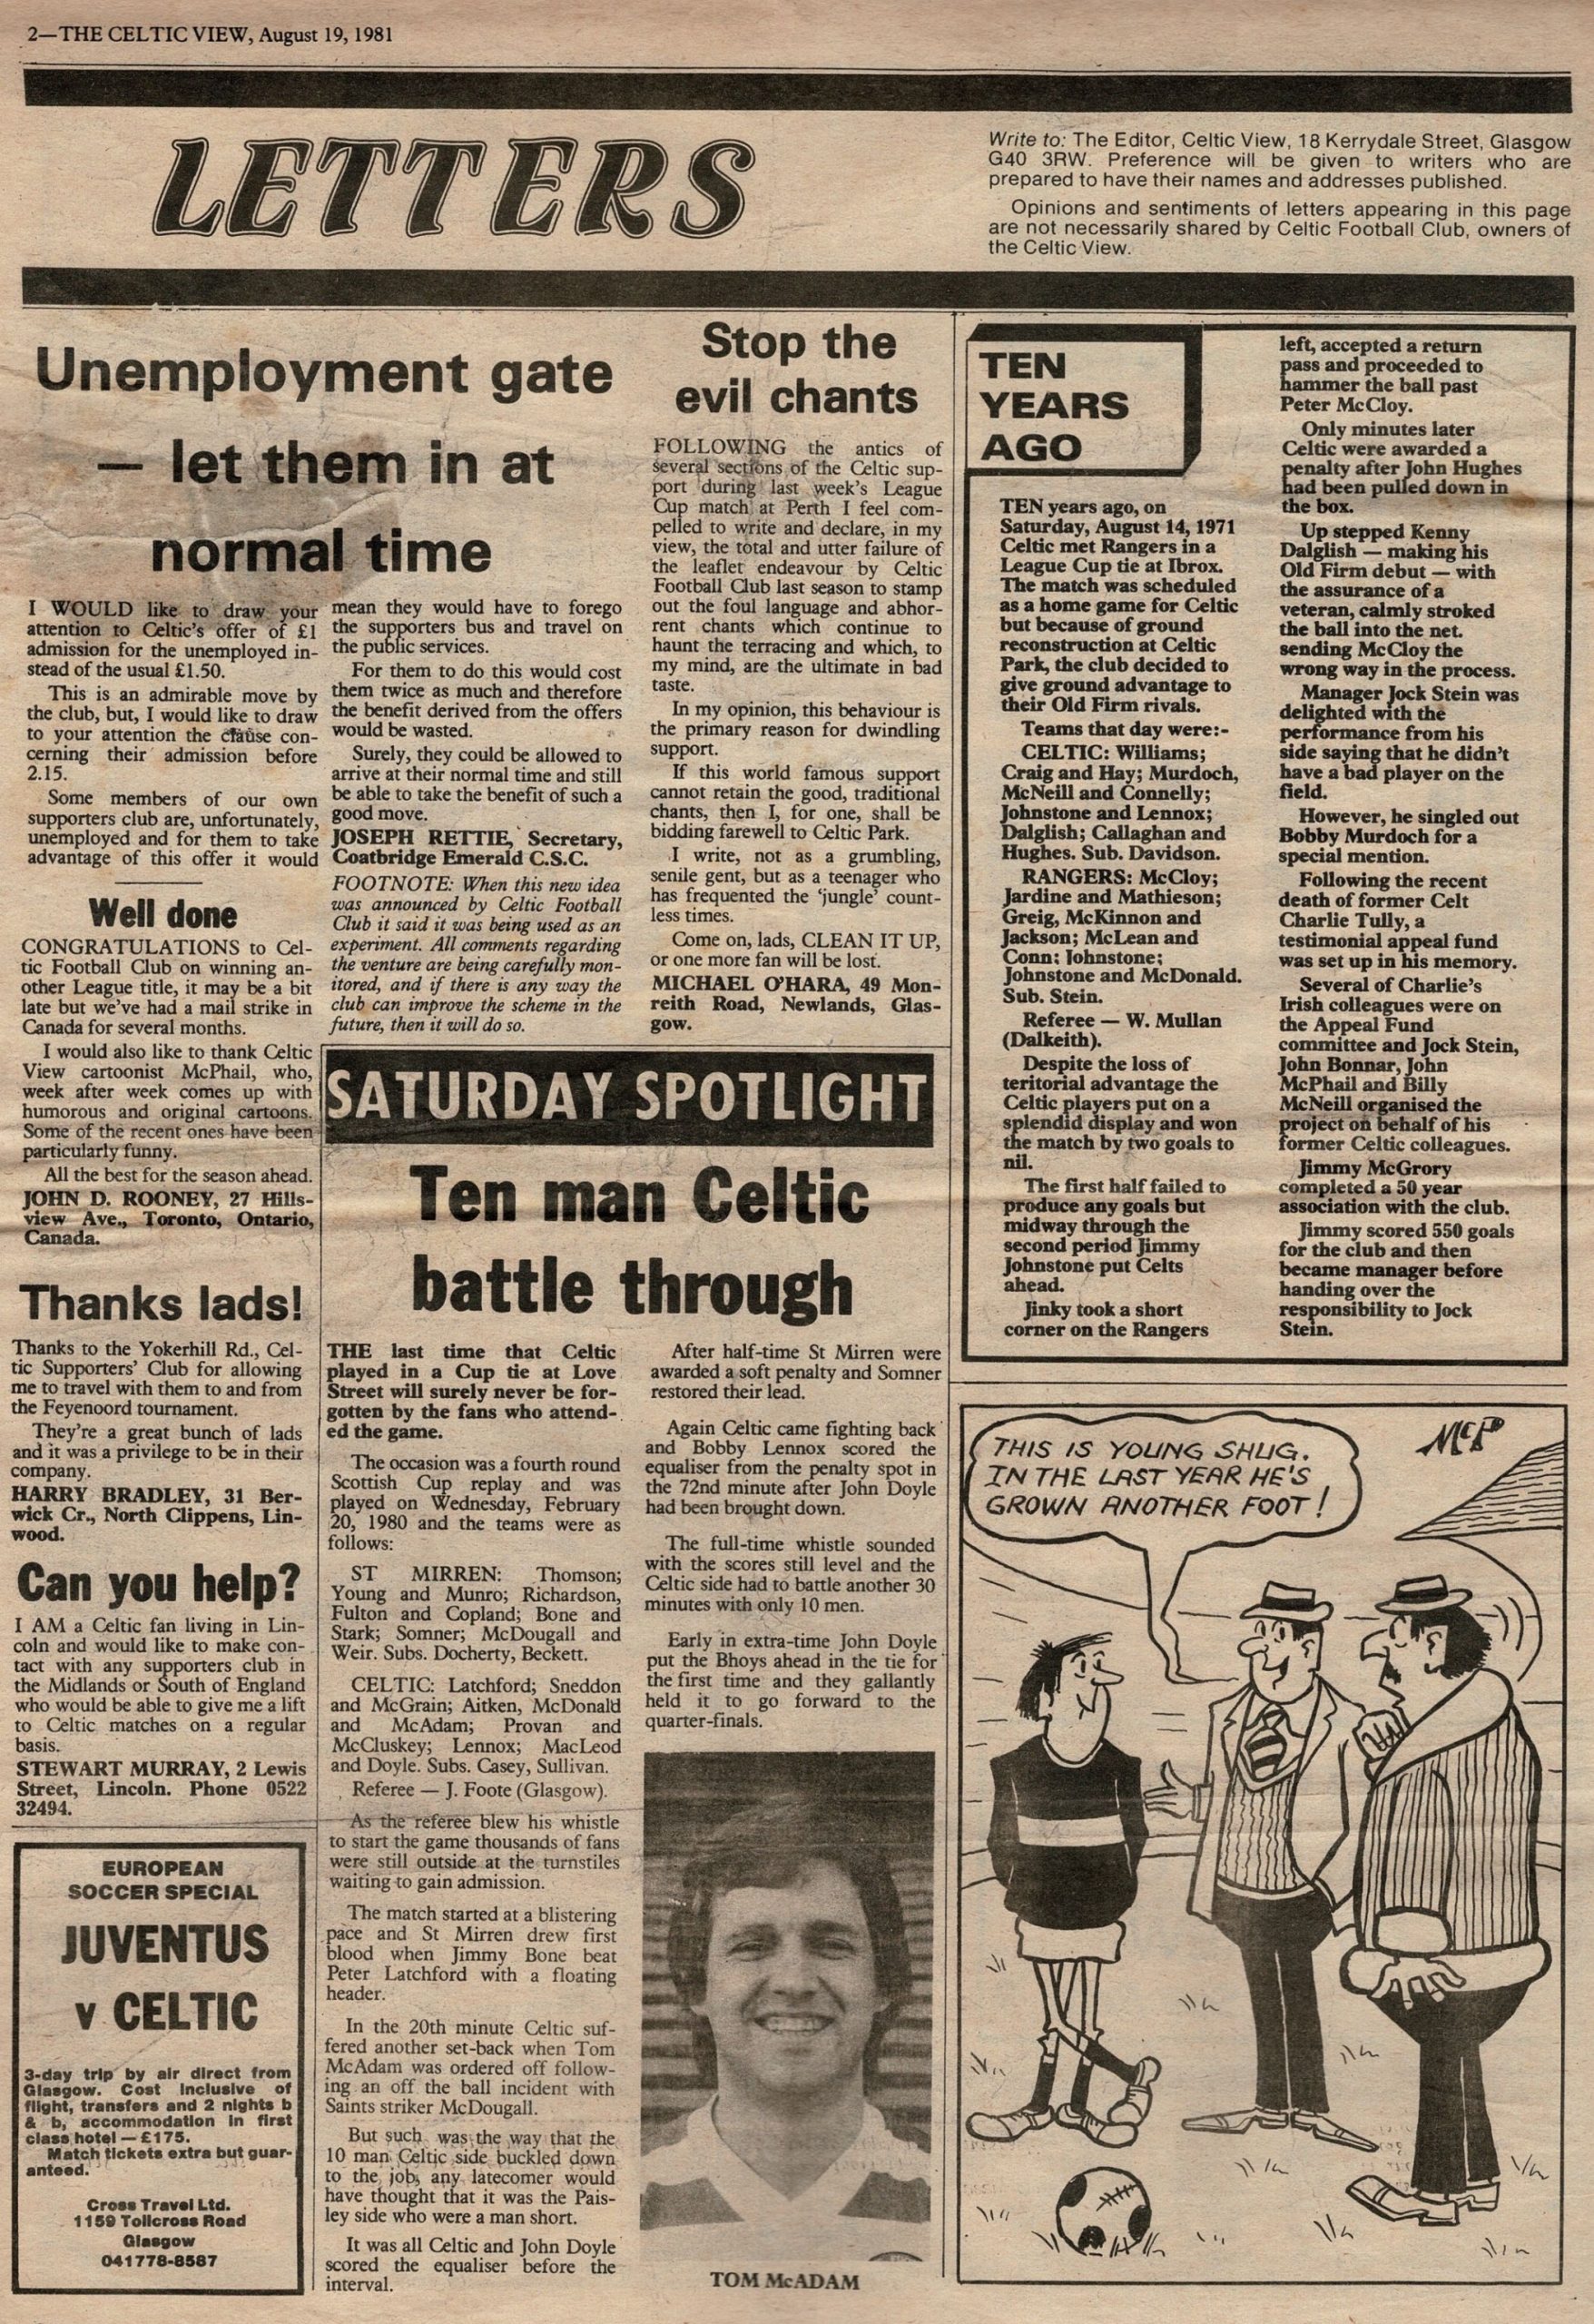 2—THE CELTIC VIEW, August 19, 1981
LETTERS
Write to: The Editor, Celtic View, 18 Kerrydale Street, Glasgow
G40 3RW. Preference will be given to writers who are
prepared to have their names and addresses published.
Opinions and sentiments of letters appearing in this page
are not necessarily shared by Celtic Football Club, owners of
the Celtic View.
Unemployment gate
— let them in at
normal time
I WOULD like to draw your
attention to Celtic's offer of £1
admission for the unemployed in-
stead of the usual £1.50.
This is an admirable move by
the club, but, I would like to draw
to your attention the clause con-
cerning their admission before
2.15.
Some members of our own
supporters club are, unfortunately,
unemployed and for them to take
advantage of this offer it would
mean they would have to forego
the supporters bus and travel on
the public services.
For them to do this would cost
them twice as much and therefore
the benefit derived from the offers
would be wasted.
Surely, they could be allowed to
arrive at their normal time and still
be able to take the benefit of such a
good move.
JOSEPH RETTIE, Secretary,
Coatbridge Emerald C.S.C.
FOOTNOTE: When this new idea
was announced by Celtic Football
Club it said it was being used as an
experiment. All comments regarding
the venture are being carefully mon-
itored, and if there is any way the
club can improve the scheme in the
future, then it will do so.
Well done
CONGRATULATIONS to Cel-
tic Football Club on winning an-
other League title, it may be a bit
late but we've had a mail strike in
Canada for several months.
I would also like to thank Celtic
View cartoonist McPhail, who,
week after week comes up with
humorous and original cartoons.
Some of the recent ones have been
particularly funny.
All the best for the season ahead.
JOHN D. ROONEY, 27 Hills-
view Ave., Toronto, Ontario,
Canada.
Thanks lads!
Thanks to the Yokerhill Rd., Cel-
tic Supporters' Club for allowing
me to travel with them to and from
the Feyenoord tournament.
They're a great bunch of lads
and it was a privilege to be in their
company.
HARRY BRADLEY, 31 Ber-
wick Cr., North Clippens, Lin-
wood.
Can you help?
I AM a Celtic fan living in Lin-
coln and would like to make con-
tact with any supporters club in
the Midlands or South of England
who would be able to give me a lift
to Celtic matches on a regular
basis.
STEWART MURRAY, 2 Lewis
Street, Lincoln. Phone 0522
32494.
EUROPEAN
SOCCER SPECIAL
JUVENTUS
v CELTIC
3-day trip by air direct from
Glasgow. Cost inclusive of
flight, transfers and 2 nights b
& b, accommodation in first
class hotel — £175.
Match tickets extra but guar-
anteed.
Cross Travel Ltd.
1159 Tollcross Road
Glasgow
041778-8587
Stop the
evil chants
FOLLOWING the antics of
several sections of the Celtic sup-
port during last week's League
Cup match at Perth I feel com-
pelled to write and declare, in my
view, the total and utter failure of
the leaflet endeavour by Celtic
Football Club last season to stamp
out the foul language and abhor-
rent chants which continue to
haunt the terracing and which, to
my mind, are the ultimate in bad
taste.
In my opinion, this behaviour is
the primary reason for dwindling
support.
If this world famous support
cannot retain the good, traditional
chants, then I, for one, shall be
bidding farewell to Celtic Park.
I write, not as a grumbling,
senile gent, but as a teenager who
has frequented the 'jungle' count-
less times.
Come on, lads, CLEAN IT UP,
or one more fan will be lost.
MICHAEL O'HARA, 49 Mon-
reith Road, Newlands, Glas-
gow.
SATURDAY SPOTLIGHT
Ten man Celtic
battle through
THE last time that Celtic
played in a Cup tie at Love
Street will surely never be for-
gotten by the fans who attend-
ed the game.
The occasion was a fourth round
Scottish Cup replay and was
played on Wednesday, February
20, 1980 and the teams were as
follows:
ST MIRREN: Thomson;
Young and Munro; Richardson,
Fulton and Copland; Bone and
Stark; Somner; McDougall and
Weir. Subs. Docherty, Beckett.
CELTIC: Latchford; Sneddon
and McGrain; Aitken, McDonald
and McAdam; Provan and
McCluskey; Lennox; MacLeod
and Doyle. Subs. Casey, Sullivan.
Referee — J. Foote (Glasgow).
As the referee blew his whistle
to start the game thousands of fans
were still outside at the turnstiles
waiting to gain admission.
The match started at a blistering
pace and St Mirren drew first
blood when Jimmy Bone beat
Peter Latchford with a floating
header.
In the 20th minute Celtic suf-
fered another set-back when Tom
McAdam was ordered off follow-
ing an off the ball incident with
Saints striker McDougall.
But such was the way that the
10 man Celtic side buckled down
to the job, any latecomer would
have thought that it was the Pais-
ley side who were a man short.
It was all Celtic and John Doyle
scored the equaliser before the
interval.
After half-time St Mirren were
awarded a soft penalty and Somner
restored their lead.
Again Celtic came fighting back
and Bobby Lennox scored the
equaliser from the penalty spot in
the 72nd minute after John Doyle
had been brought down.
The full-time whistle sounded
with the scores still level and the
Celtic side had to battle another 30
minutes with only 10 men.
Early in extra-time John Doyle
put the Bhoys ahead in the tie for
the first time and they gallantly
held it to go forward to the
quarter-finals.
TOM McADAM
TEN
YEARS
AGO
TEN years ago, on
Saturday, August 14, 1971
Celtic met Rangers in a
League Cup tie at Ibrox.
The match was scheduled
as a home game for Celtic
but because of ground
reconstruction at Celtic
Park, the club decided to
give ground advantage to
their Old Firm rivals.
Teams that day were:-
CELTIC: Williams;
Craig and Hay; Murdoch,
McNeill and Connelly;
Johnstone and Lennox;
Dalglish; Callaghan and
Hughes. Sub. Davidson.
RANGERS: McCloy;
Jardine and Mathieson;
Greig, McKinnon and
Jackson; McLean and
Conn; Johnstone;
Johnstone and McDonald.
Sub. Stein.
Referee — W. Mullan
(Dalkeith).
Despite the loss of
teritorial advantage the
Celtic players put on a
splendid display and won
the match by two goals to
nil.
The first half failed to
produce any goals but
midway through the
second period Jimmy
Johnstone put Celts
ahead.
Jinky took a short
corner on the Rangers
left, accepted a return
pass and proceeded to
hammer the ball past
Peter McCloy.
Only minutes later
Celtic were awarded a
penalty after John Hughes
had been pulled down in
the box.
Up stepped Kenny
Dalglish — making his
Old Firm debut — with
the assurance of a
veteran, calmly stroked
the ball into the net.
sending McCloy the
wrong way in the process.
Manager Jock Stein was
delighted with the
performance from his
side saying that he didn't
have a bad player on the
field.
However, he singled out
Bobby Murdoch for a
special mention.
Following the recent
death of former Celt
Charlie Tully, a
testimonial appeal fund
was set up in his memory.
Several of Charlie's
Irish colleagues were on
the Appeal Fund
committee and Jock Stein,
John Bonnar, John
McPhail and Billy
McNeill organised the
project on behalf of his
former Celtic colleagues.
Jimmy McGrory
completed a 50 year
association with the club.
Jimmy scored 550 goals
for the club and then
became manager before
handing over the
responsibility to Jock
Stein.
THIS IS YOUNG SHUG.
IN THE LAST YEAR HE'S
GROWN ANOTHER FOOT!
McP